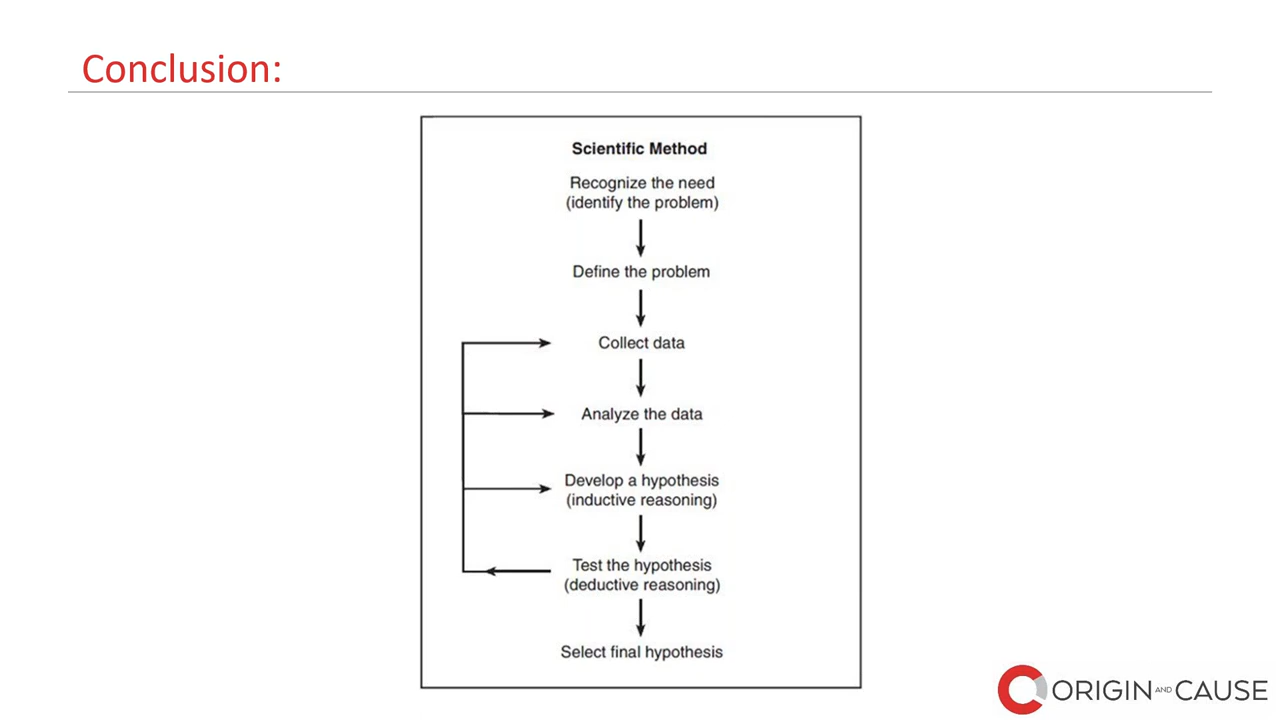 Conclusion:
Scientific Method
Recognize the need
(identify the problem)
Define the problem
Collect data
Analyze the data
Develop a hypothesis
(inductive reasoning)
Test the hypothesis
(deductive reasoning)
Select final hypothesis
ORIGIN AND CAUSE